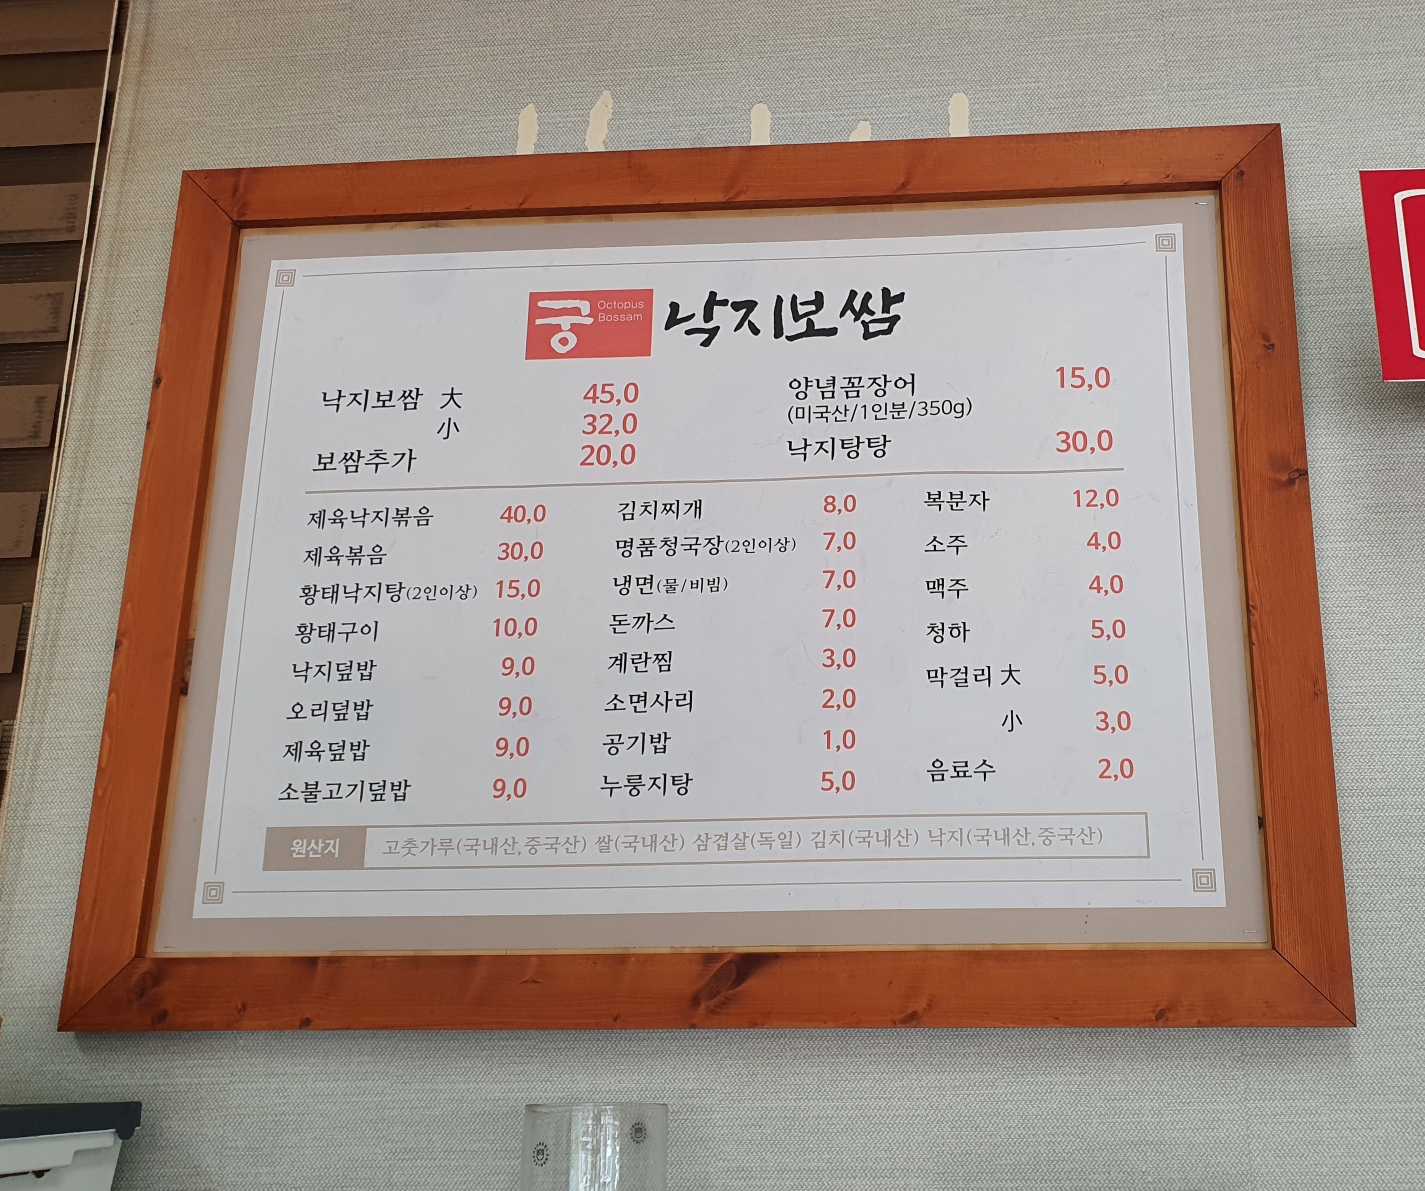 궁 Octopus Bossam 낙지보쌈
낙지보쌈 大 45,0
小 32,0
보쌈추가 20,0
양념꼼장어 15,0
(미국산/1인분/350g)
낙지탕탕 30,0
제육낙지볶음 40,0
제육볶음 30,0
황태낙지탕(2인이상) 15,0
황태구이 10,0
낙지덮밥 9,0
오리덮밥 9,0
제육덮밥 9,0
소불고기덮밥 9,0
김치찌개 8,0
명품청국장(2인이상) 7,0
냉면(물/비빔) 7,0
돈까스 7,0
계란찜 3,0
소면사리 2,0
공기밥 1,0
누룽지탕 5,0
복분자 12,0
소주 4,0
맥주 4,0
청하 5,0
막걸리 大 5,0
小 3,0
음료수 2,0
원산지 고춧가루(국내산,중국산) 쌀(국내산) 삼겹살(독일) 김치(국내산) 낙지(국내산,중국산)